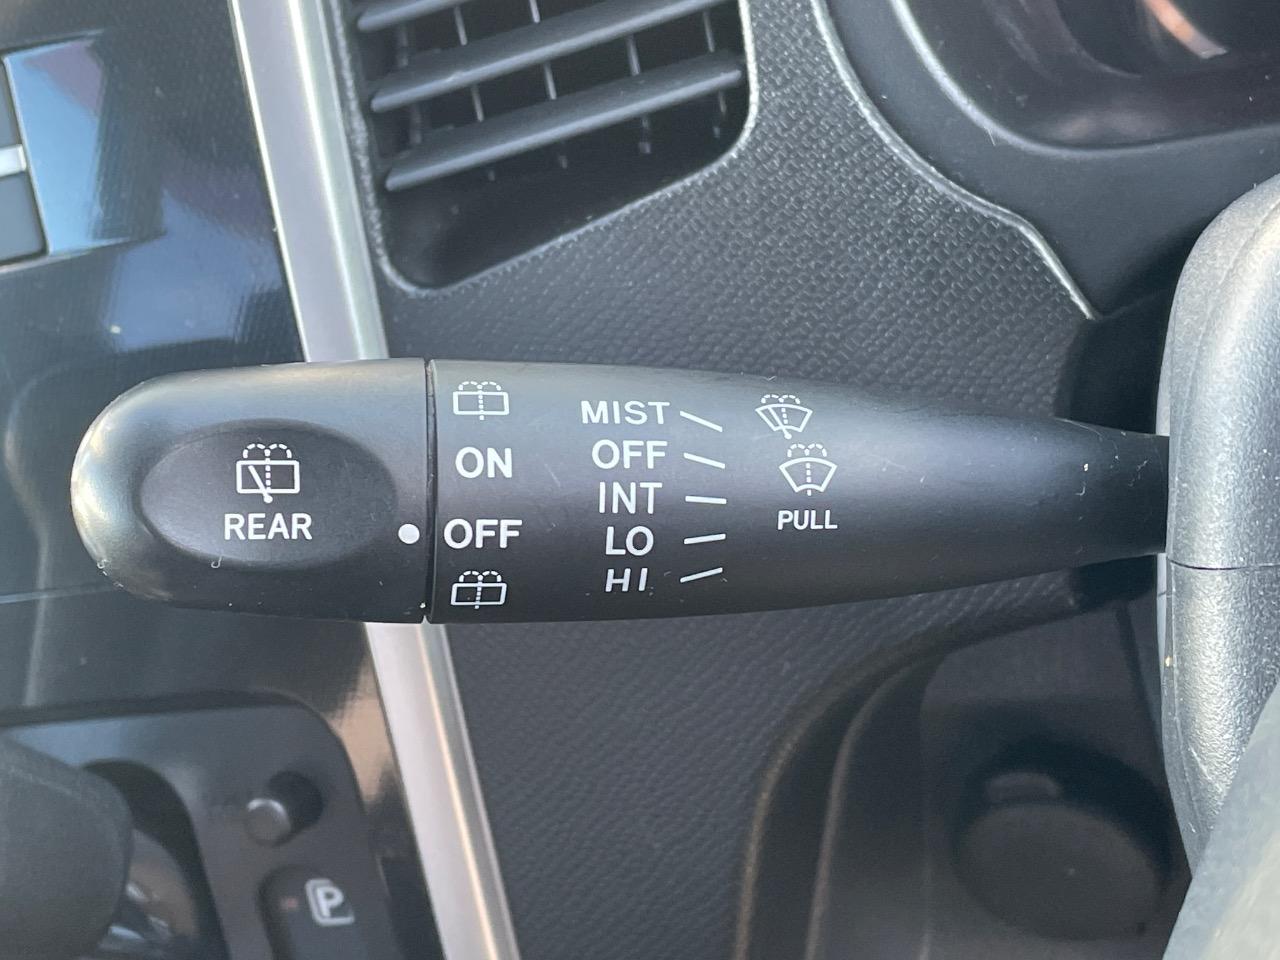 REAR
ON
OFF
MIST
OFF
INT
LO
HI
PULL
P